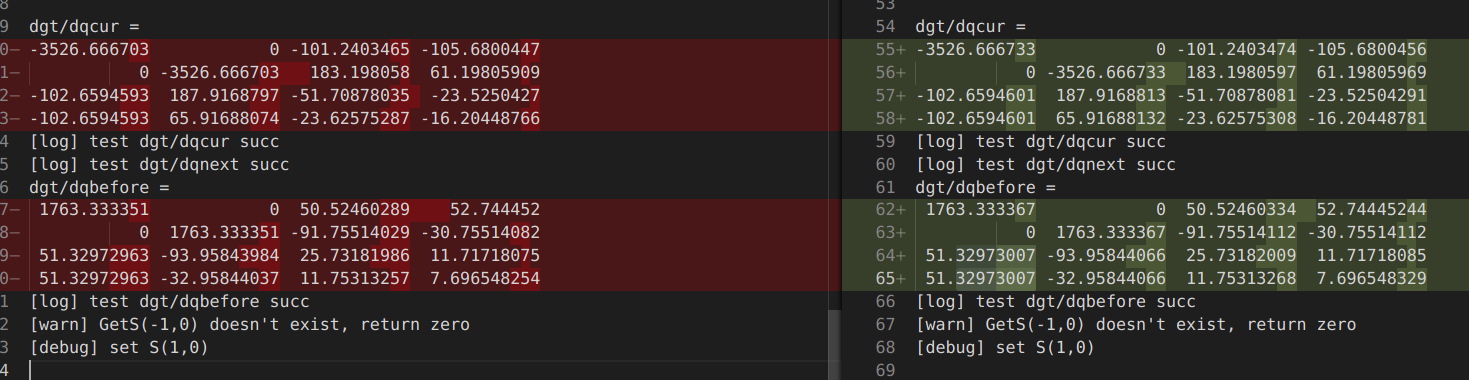 8
9 dgt/dqcur =
0− -3526.666703 0 -101.2403465 -105.6800447
1− 0 -3526.666703 183.198058 61.19805909
2− -102.6594593 187.9168797 -51.70878035 -23.5250427
3− -102.6594593 65.91688074 -23.62575287 -16.20448766
4 [log] test dgt/dqcur succ
5 [log] test dgt/dqnext succ
6 dgt/dqbefore =
7− 1763.333351 0 50.52460289 52.744452
8− 0 1763.333351 -91.75514029 -30.75514082
9− 51.32972963 -93.95843984 25.73181986 11.71718075
0− 51.32972963 -32.95844037 11.75313257 7.696548254
1 [log] test dgt/dqbefore succ
2 [warn] GetS(-1,0) doesn't exist, return zero
3 [debug] set S(1,0)
4
53
54 dgt/dqcur =
55+ -3526.666733 0 -101.2403474 -105.6800456
56+ 0 -3526.666733 183.1980597 61.19805969
57+ -102.6594601 187.9168813 -51.70878081 -23.52504291
58+ -102.6594601 65.91688132 -23.62575308 -16.20448781
59 [log] test dgt/dqcur succ
60 [log] test dgt/dqnext succ
61 dgt/dqbefore =
62+ 1763.333367 0 50.52460334 52.74445244
63+ 0 1763.333367 -91.75514112 -30.75514112
64+ 51.32973007 -93.95844066 25.73182009 11.71718085
65+ 51.32973007 -32.95844066 11.75313268 7.696548329
66 [log] test dgt/dqbefore succ
67 [warn] GetS(-1,0) doesn't exist, return zero
68 [debug] set S(1,0)
69